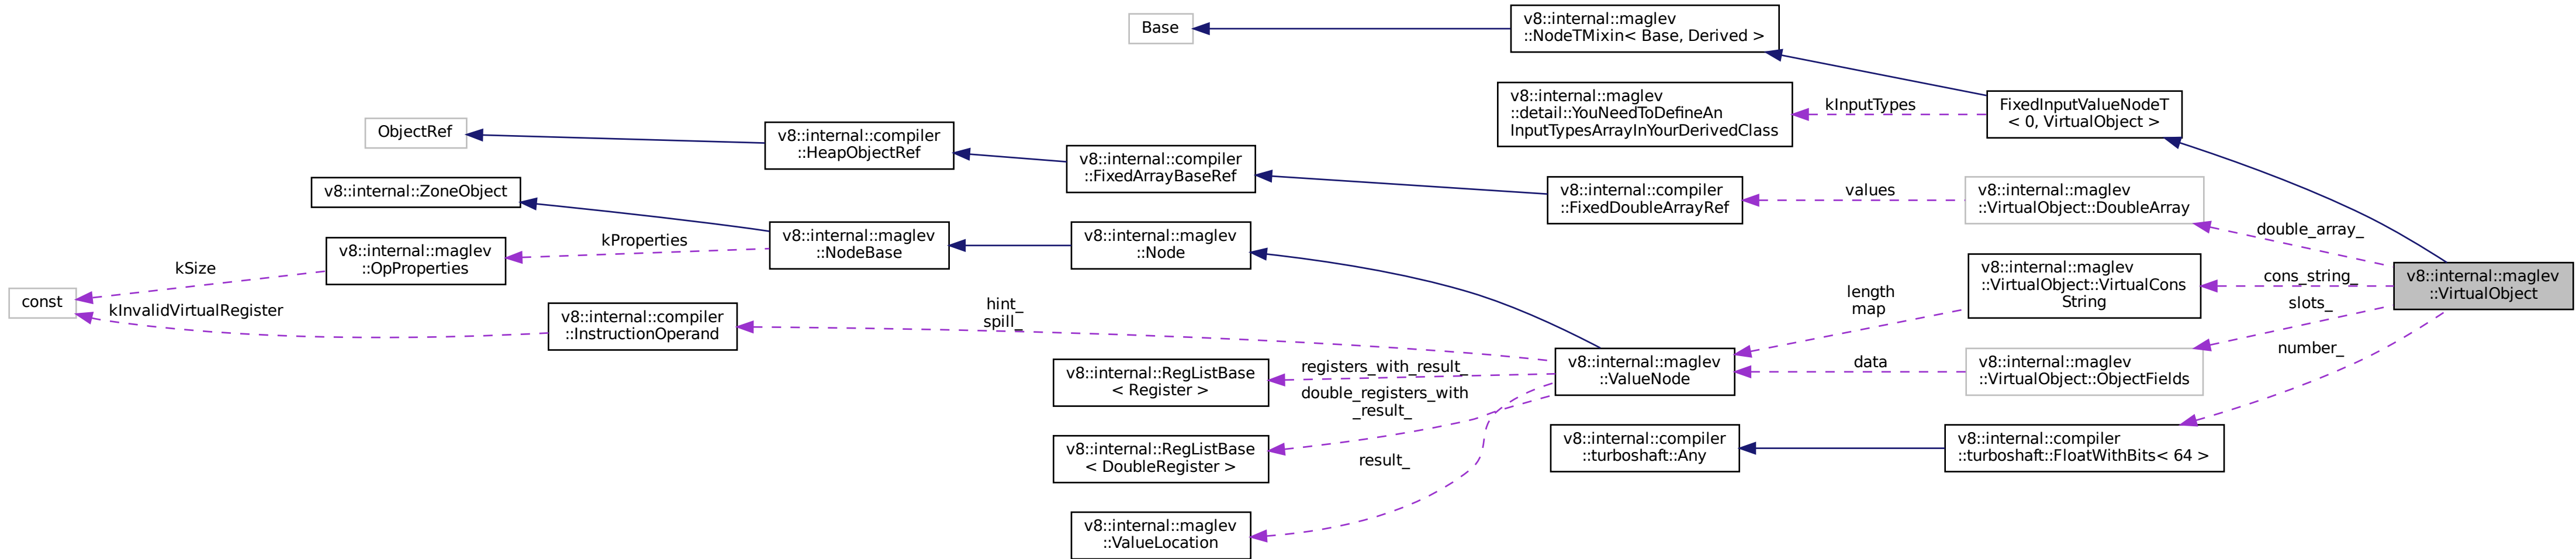 Base
v8::internal::maglev
::NodeTMixin< Base, Derived >
v8::internal::maglev
::detail::YouNeedToDefineAn
InputTypesArrayInYourDerivedClass
kInputTypes
FixedInputValueNodeT
< 0, VirtualObject >
ObjectRef
v8::internal::compiler
::HeapObjectRef
v8::internal::compiler
::FixedArrayBaseRef
v8::internal::compiler
::FixedDoubleArrayRef
values
v8::internal::maglev
::VirtualObject::DoubleArray
double_array_
v8::internal::ZoneObject
v8::internal::maglev
::OpProperties
kProperties
v8::internal::maglev
::NodeBase
v8::internal::maglev
::Node
kSize
const
kInvalidVirtualRegister
v8::internal::compiler
::InstructionOperand
hint_
spill_
length
map
v8::internal::maglev
::VirtualObject::VirtualCons
String
cons_string_
v8::internal::maglev
::VirtualObject
slots_
number_
v8::internal::RegListBase
< Register >
registers_with_result_
v8::internal::maglev
::ValueNode
data
v8::internal::maglev
::VirtualObject::ObjectFields
double_registers_with
_result_
v8::internal::RegListBase
< DoubleRegister >
result_
v8::internal::compiler
::turboshaft::Any
v8::internal::compiler
::turboshaft::FloatWithBits< 64 >
v8::internal::maglev
::ValueLocation